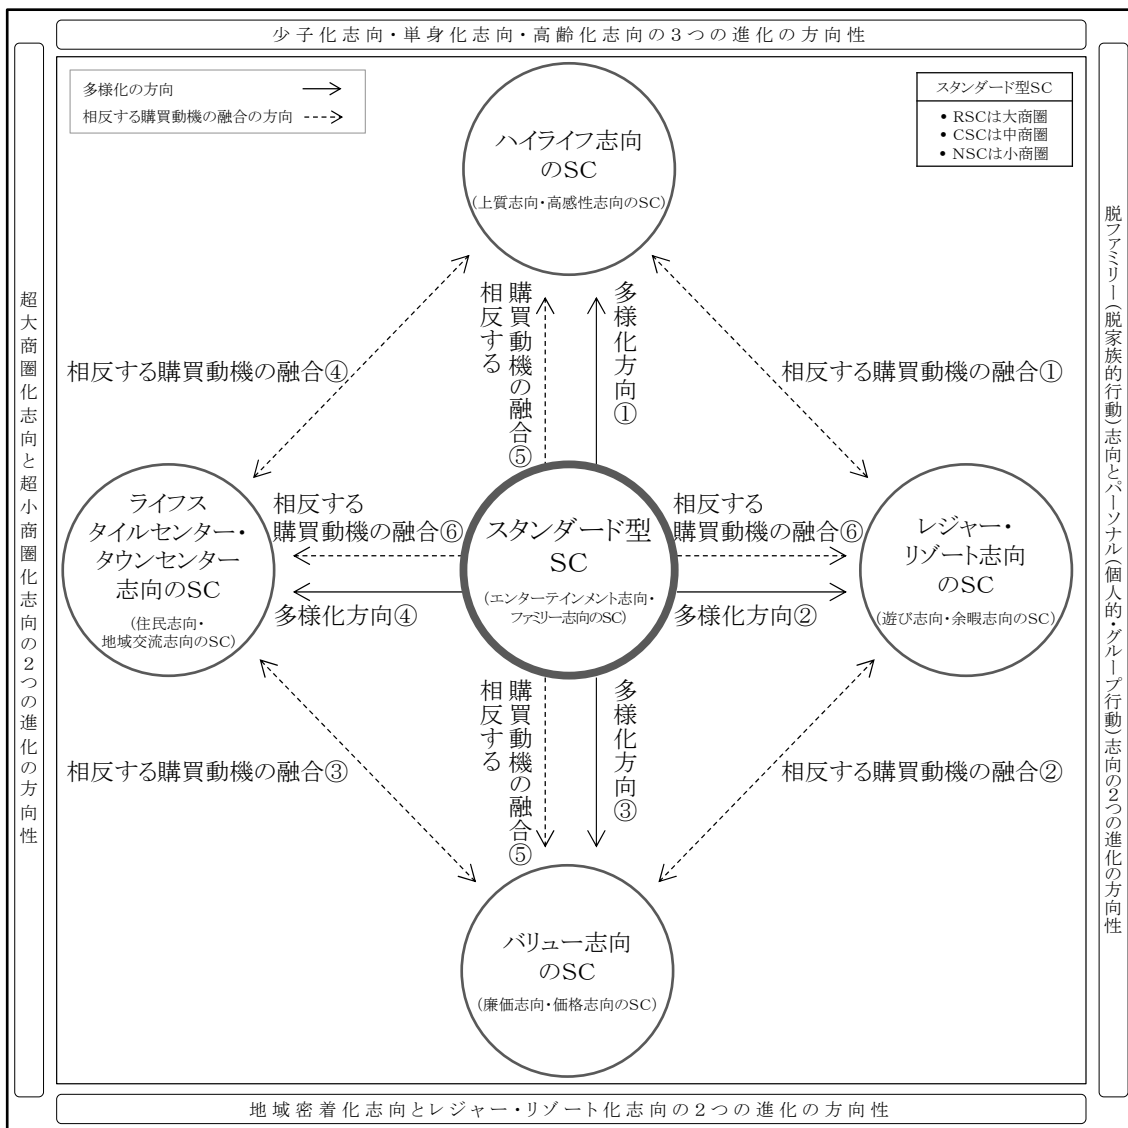 少子化志向・単身化志向・高齢化志向の3つの進化の方向性
多様化の方向
相反する購買動機の融合の方向
スタンダード型SC
• RSCは大商圏
• CSCは中商圏
• NSCは小商圏
ハイライフ志向
のSC
(上質志向・高感性志向のSC)
超大商圏化志向と超小商圏化志向の2つの進化の方向性
脱ファミリー(脱家族的行動)志向とパーソナル(個人的・グループ行動)志向の2つの進化の方向性
相反する購買動機の融合④
相反する
購買動機の融合⑤
多様化方向①
相反する購買動機の融合①
ライフス
タイルセンター・
タウンセンター
志向のSC
(住民志向・
地域交流志向のSC)
相反する
購買動機の融合⑥
多様化方向④
スタンダード型
SC
(エンターテインメント志向・
ファミリー志向のSC)
相反する
購買動機の融合⑥
多様化方向②
レジャー・
リゾート志向
のSC
(遊び志向・余暇志向のSC)
相反する購買動機の融合③
相反する
購買動機の融合⑤
多様化方向③
相反する購買動機の融合②
バリュー志向
のSC
(廉価志向・価格志向のSC)
地域密着化志向とレジャー・リゾート化志向の2つの進化の方向性